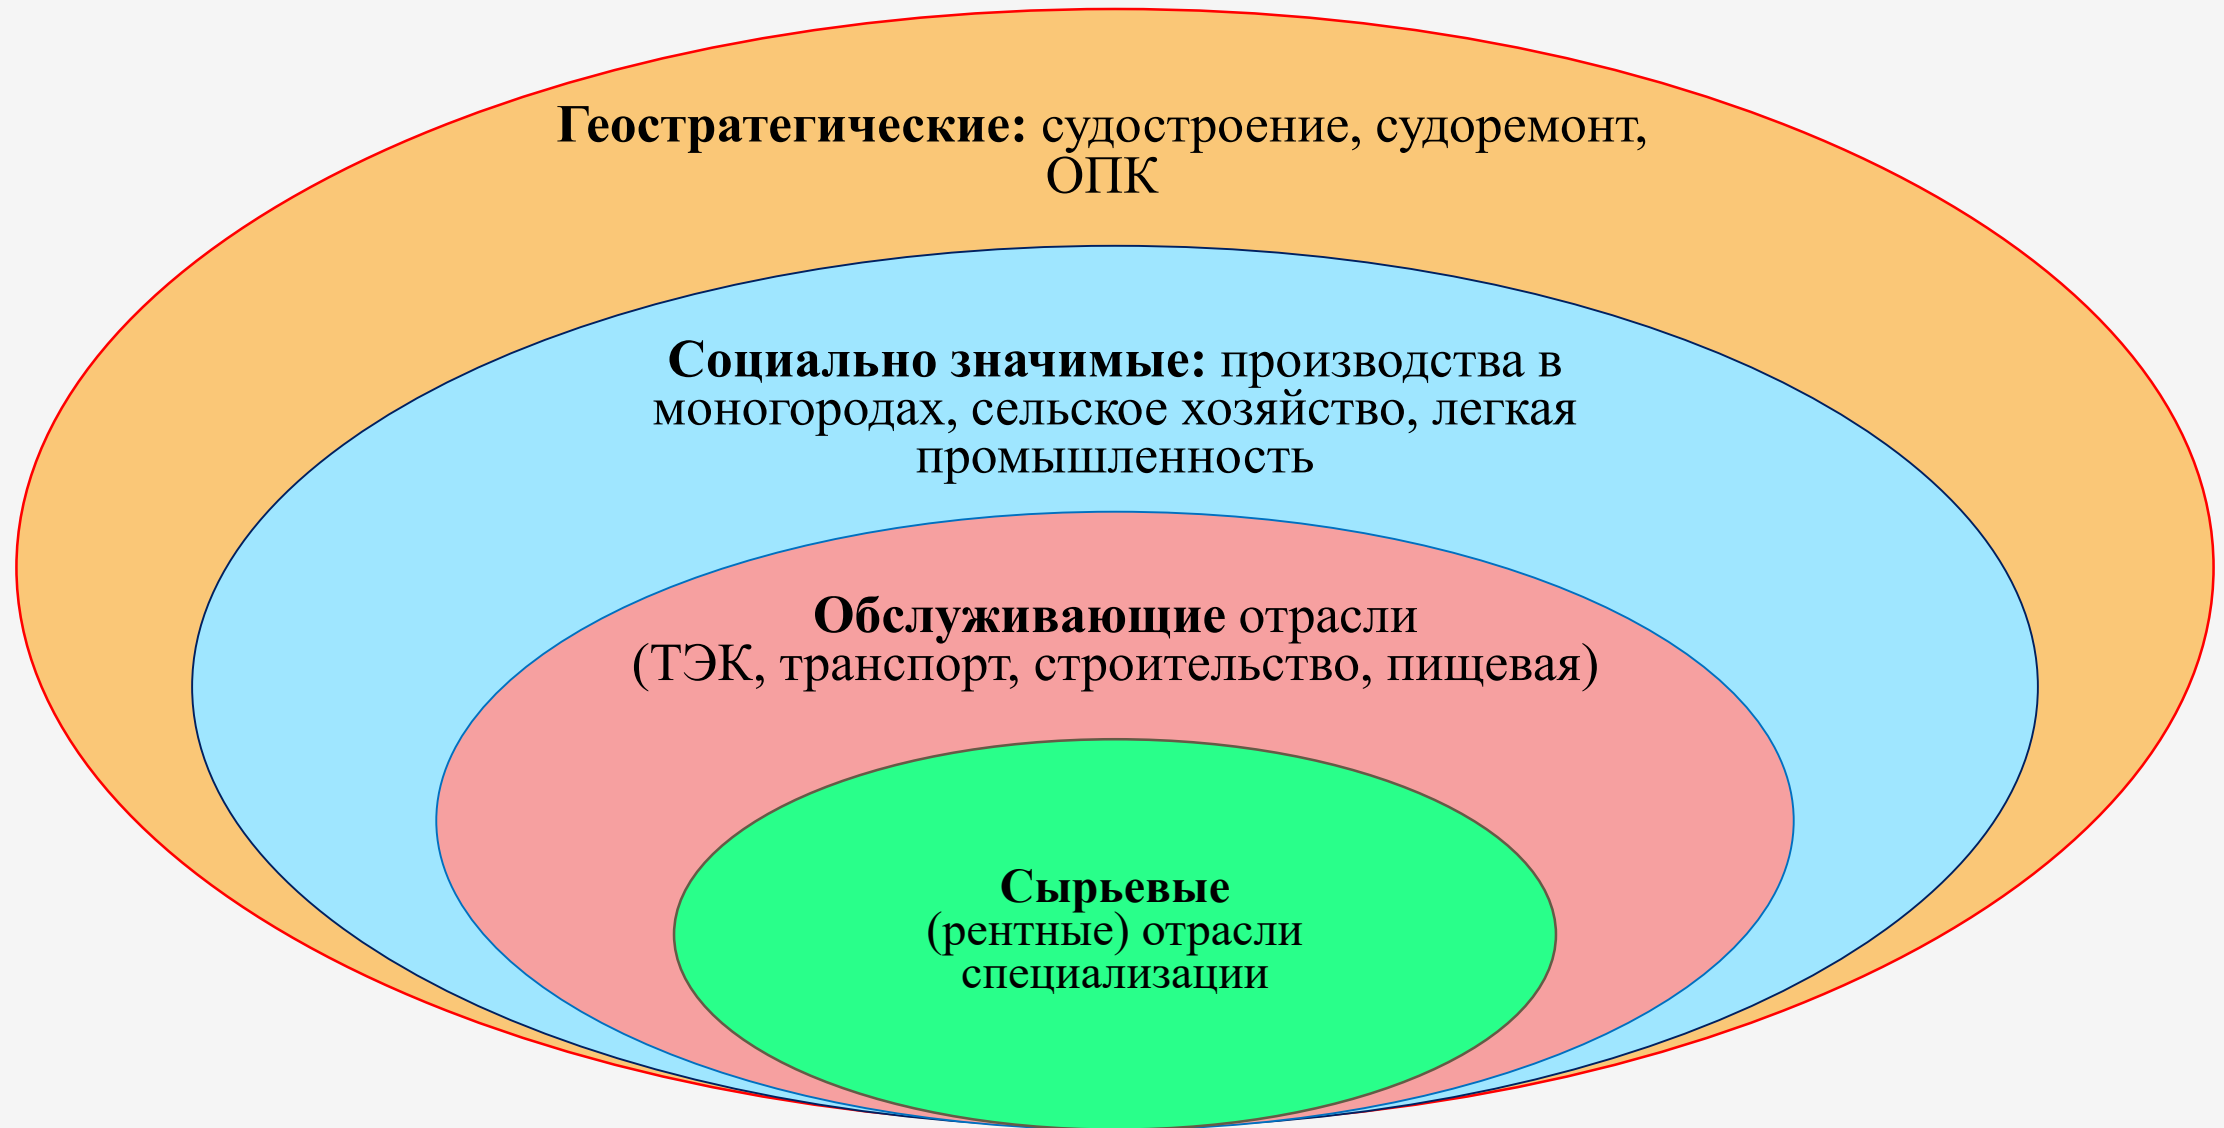 Геостратегические: судостроение, судоремонт,
ОПК
Социально значимые: производства в
моногородах, сельское хозяйство, легкая
промышленность
Обслуживающие отрасли
(ТЭК, транспорт, строительство, пищевая)
Сырьевые
(рентные) отрасли
специализации